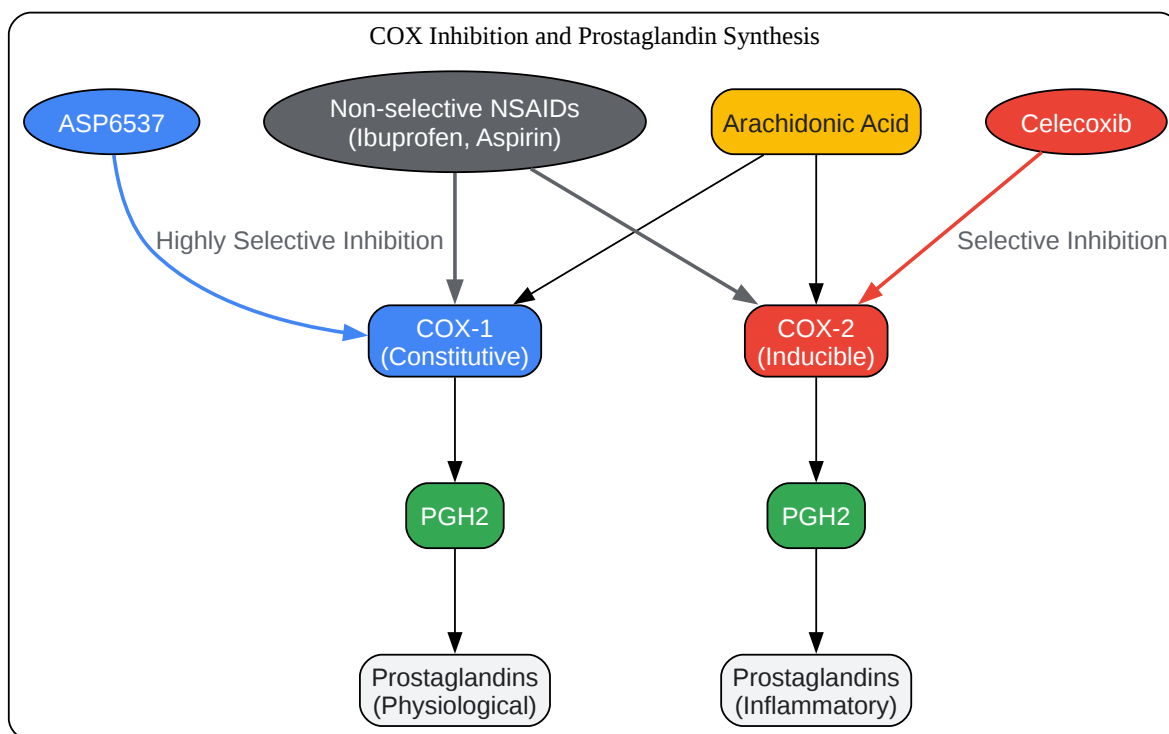 COX Inhibition and Prostaglandin Synthesis
ASP6537
Non-selective NSAIDs
(Ibuprofen, Aspirin)
Arachidonic Acid
Celecoxib
Highly Selective Inhibition
Selective Inhibition
COX-1
(Constitutive)
COX-2
(Inducible)
PGH2
PGH2
Prostaglandins
(Physiological)
Prostaglandins
(Inflammatory)